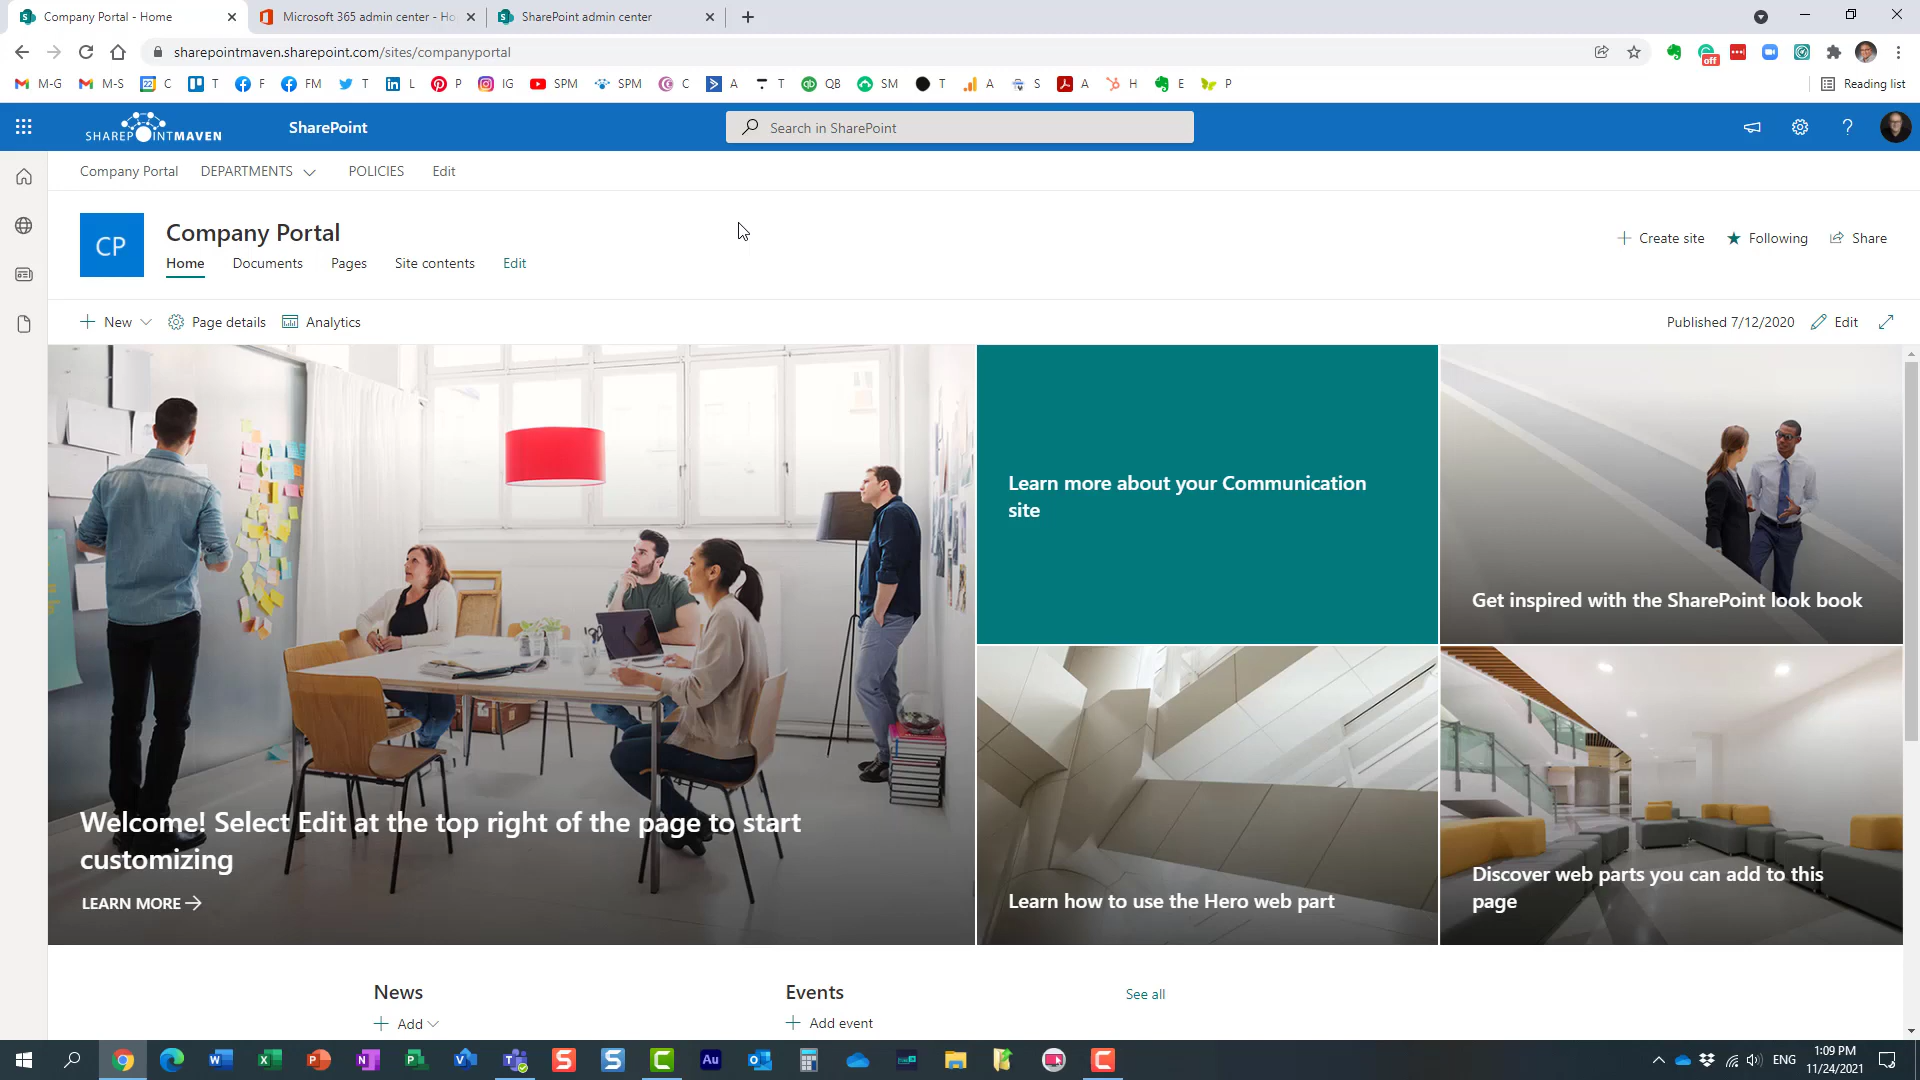 Company Portal - Home
Microsoft 365 admin center - Ho
SharePoint admin center
sharepointmaven.sharepoint.com/sites/companyportal
off
M-G
M-S
22
C
T
F
FM
T
L
P
IG
SPM
SPM
C
A
T
QB
SM
T
A
S
A
H
E
P
Reading list
SHAREPOINTMAVEN
SharePoint
Search in SharePoint
?
Company Portal
DEPARTMENTS
POLICIES
Edit
CP
Company Portal
Home
Documents
Pages
Site contents
Edit
Create site
Following
Share
New
Page details
Analytics
Published 7/12/2020
Edit
Welcome! Select Edit at the top right of the page to start
customizing
LEARN MORE
Learn more about your Communication
site
Get inspired with the SharePoint look book
Learn how to use the Hero web part
Discover web parts you can add to this
page
News
Add
Events
See all
Add event
ENG
1:09 PM
11/24/2021